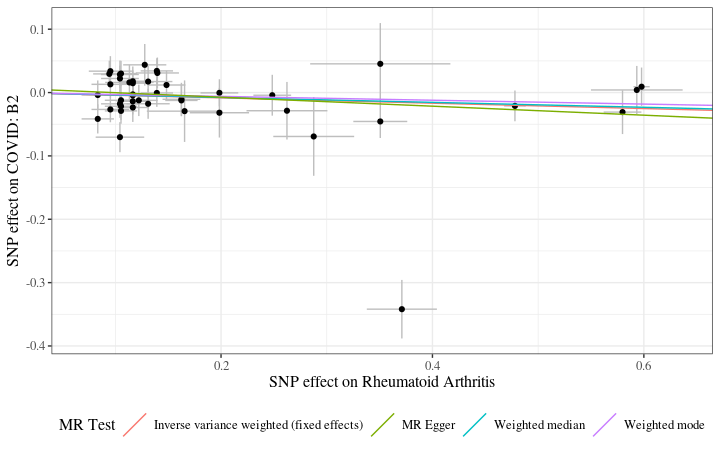 SNP effect on COVID: B2
0.1
0.0
-0.1
-0.2
-0.3
-0.4
0.2 0.4 0.6
SNP effect on Rheumatoid Arthritis
MR Test Inverse variance weighted (fixed effects) MR Egger Weighted median Weighted mode